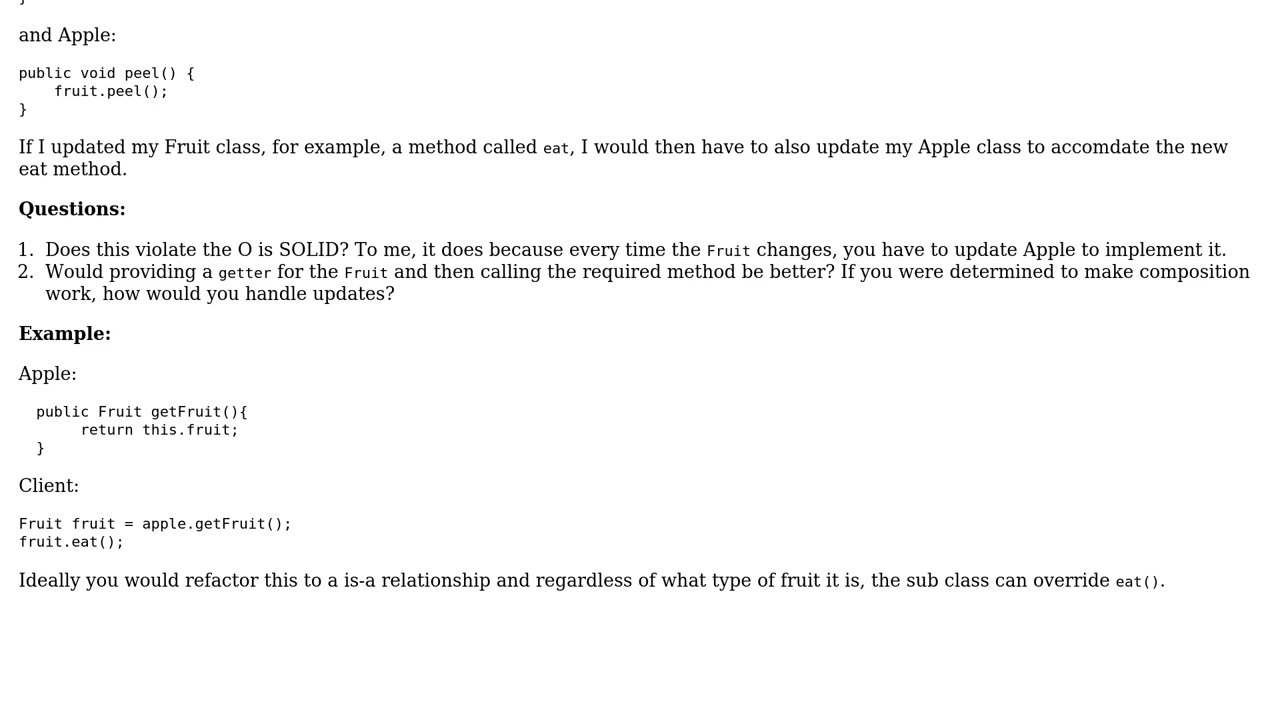 }
and Apple:
public void peel() {
    fruit.peel();
}
If I updated my Fruit class, for example, a method called eat, I would then have to also update my Apple class to accomdate the new
eat method.
Questions:
1. Does this violate the O is SOLID? To me, it does because every time the Fruit changes, you have to update Apple to implement it.
2. Would providing a getter for the Fruit and then calling the required method be better? If you were determined to make composition
work, how would you handle updates?
Example:
Apple:
  public Fruit getFruit(){
       return this.fruit;
  }
Client:
Fruit fruit = apple.getFruit();
fruit.eat();
Ideally you would refactor this to a is-a relationship and regardless of what type of fruit it is, the sub class can override eat().